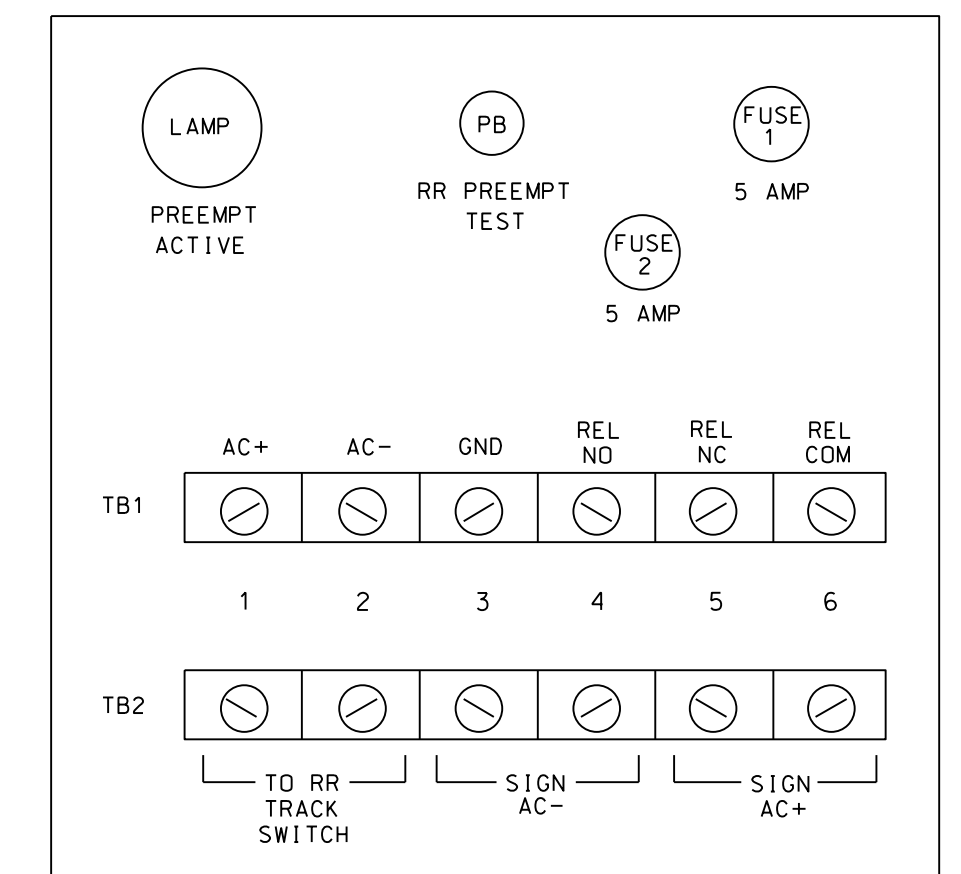 LAMP
PREEMPT
ACTIVE
PB
RR PREEMPT
TEST
FUSE
1
5 AMP
FUSE
2
5 AMP
AC+ AC- GND REL NO REL NC REL COM
TB1
1 2 3 4 5 6
TB2
TO RR
TRACK
SWITCH
SIGN
AC-
SIGN
AC+